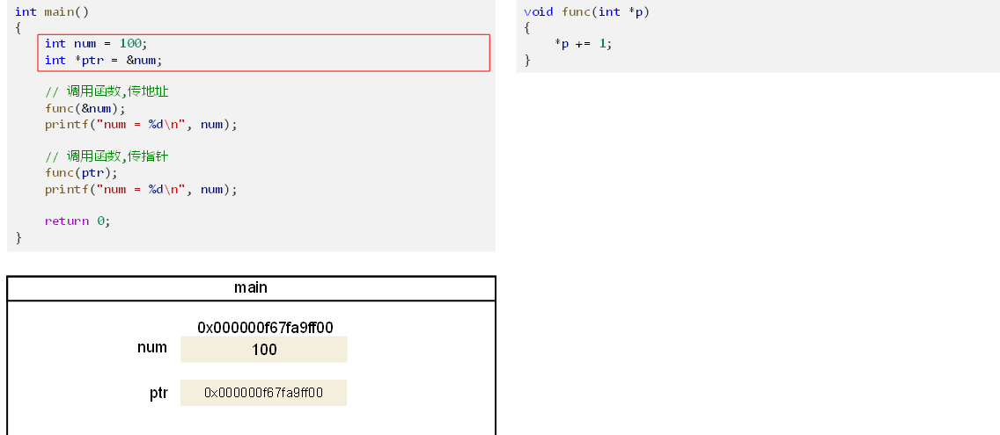 int main()
{
    int num = 100;
    int *ptr = &num;

    // 调用函数,传地址
    func(&num);
    printf("num = %d\n", num);

    // 调用函数,传指针
    func(ptr);
    printf("num = %d\n", num);

    return 0;
}
void func(int *p)
{
    *p += 1;
}
main
0x000000f67fa9ff00
num 100
ptr 0x000000f67fa9ff00